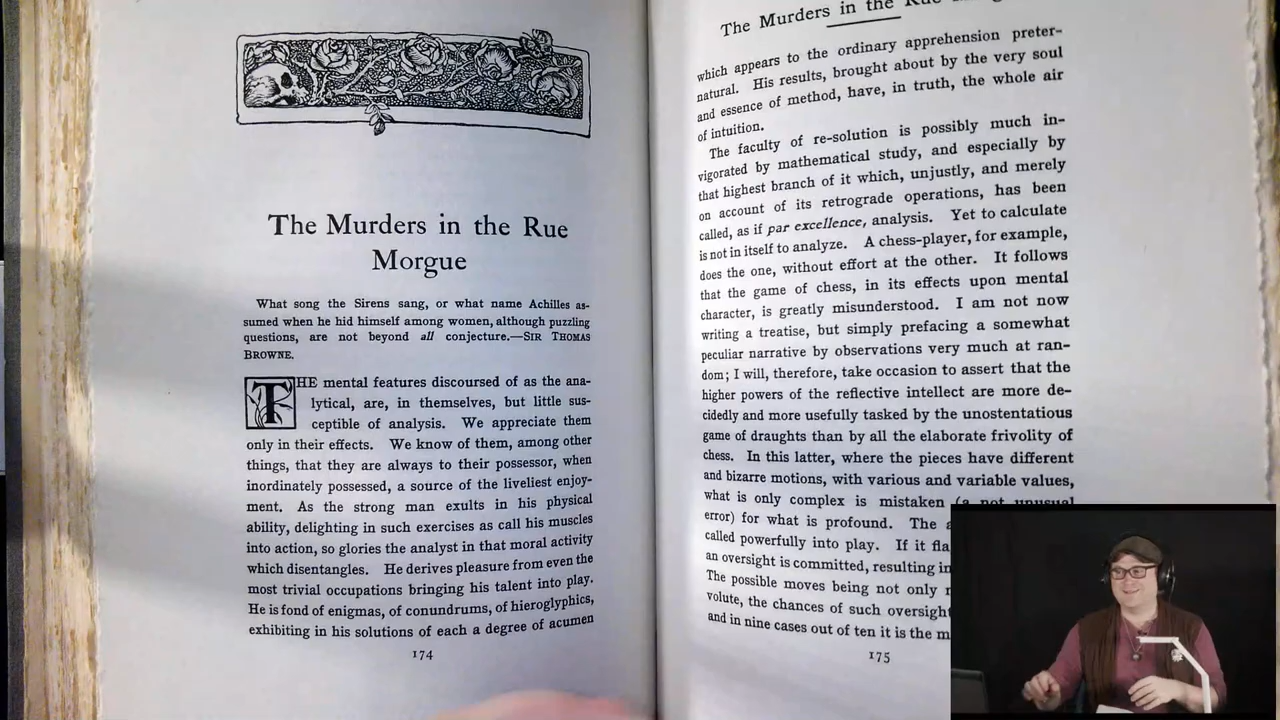 The Murders in the Rue
Morgue
What song the Sirens sang, or what name Achilles as-
sumed when he hid himself among women, although puzzling
questions, are not beyond all conjecture.—SIR THOMAS
BROWNE.
THE mental features discoursed of as the ana-
lytical, are, in themselves, but little sus-
ceptible of analysis. We appreciate them
only in their effects. We know of them, among other
things, that they are always to their possessor, when
inordinately possessed, a source of the liveliest enjoy-
ment. As the strong man exults in his physical
ability, delighting in such exercises as call his muscles
into action, so glories the analyst in that moral activity
which disentangles. He derives pleasure from even the
most trivial occupations bringing his talent into play.
He is fond of enigmas, of conundrums, of hieroglyphics,
exhibiting in his solutions of each a degree of acumen
174
The Murders in the Rue
which appears to the ordinary apprehension preter-
natural. His results, brought about by the very soul
and essence of method, have, in truth, the whole air
of intuition.
The faculty of re-solution is possibly much in-
vigorated by mathematical study, and especially by
that highest branch of it which, unjustly, and merely
on account of its retrograde operations, has been
called, as if par excellence, analysis. Yet to calculate
is not in itself to analyze. A chess-player, for example,
does the one, without effort at the other. It follows
that the game of chess, in its effects upon mental
character, is greatly misunderstood. I am not now
writing a treatise, but simply prefacing a somewhat
peculiar narrative by observations very much at ran-
dom; I will, therefore, take occasion to assert that the
higher powers of the reflective intellect are more de-
cidedly and more usefully tasked by the unostentatious
game of draughts than by all the elaborate frivolity of
chess. In this latter, where the pieces have different
and bizarre motions, with various and variable values,
what is only complex is mistaken (a not unusual
error) for what is profound. The
called powerfully into play. If it
an oversight is committed, resulting in
The possible moves being not only
volute, the chances of such oversight
and in nine cases out of ten it is the
175